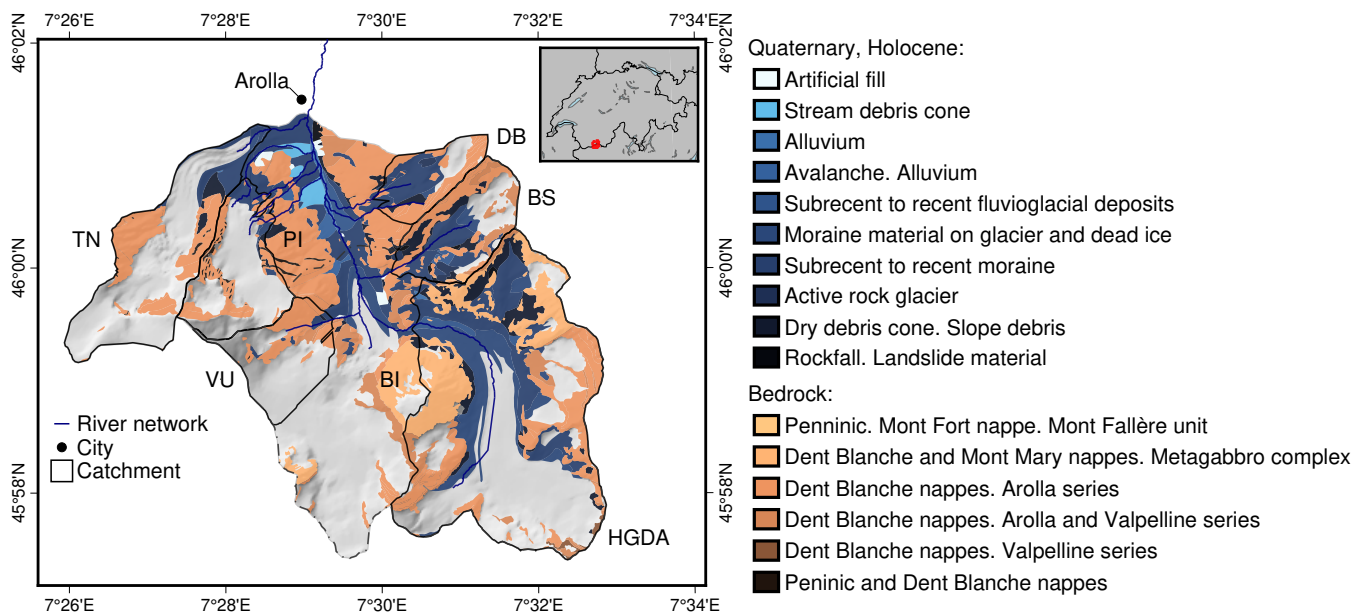 7°26'E
7°28'E
7°30'E
7°32'E
7°34'E
46°02'N
46°02'N
Arolla
DB
BS
TN
PI
46°00'N
46°00'N
VU
BI
River network
City
Catchment
45°58'N
45°58'N
HGDA
7°26'E
7°28'E
7°30'E
7°32'E
7°34'E
Quaternary, Holocene:
Artificial fill
Stream debris cone
Alluvium
Avalanche. Alluvium
Subrecent to recent fluvioglacial deposits
Moraine material on glacier and dead ice
Subrecent to recent moraine
Active rock glacier
Dry debris cone. Slope debris
Rockfall. Landslide material
Bedrock:
Penninic. Mont Fort nappe. Mont Fallère unit
Dent Blanche and Mont Mary nappes. Metagabbro complex
Dent Blanche nappes. Arolla series
Dent Blanche nappes. Arolla and Valpelline series
Dent Blanche nappes. Valpelline series
Peninic and Dent Blanche nappes